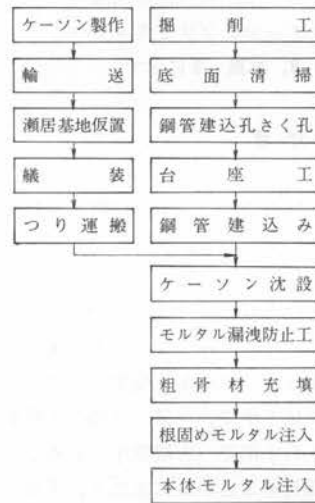 ケーソン製作
輸送
瀬居基地仮置
艤装
つり運搬
掘削工
底面清掃
鋼管建込孔さく孔
台座工
鋼管建込み
ケーソン沈設
モルタル漏洩防止工
粗骨材充填
根固めモルタル注入
本体モルタル注入